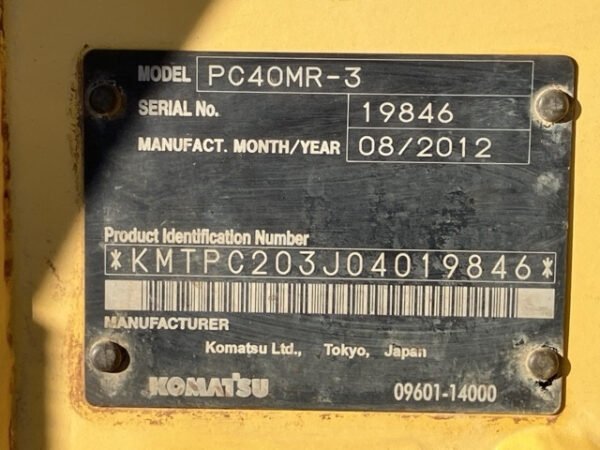 MODEL PC40MR-3
SERIAL No. 19846
MANUFACT. MONTH/YEAR 08/2012
Product Identification Number
*KMTPC203J04019846*
MANUFACTURER
Komatsu Ltd., Tokyo, Japan
KOMATSU 09601-14000